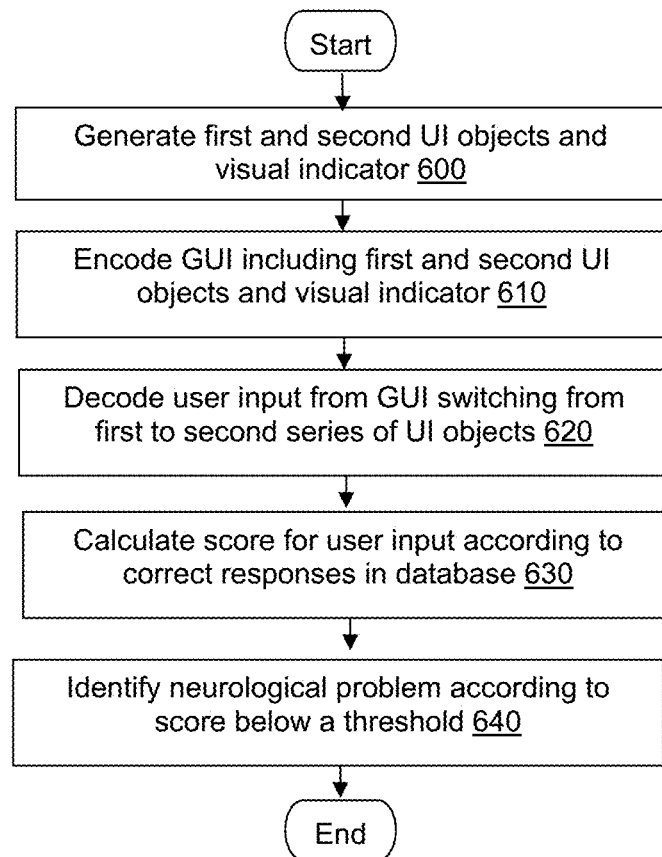 Start
Generate first and second UI objects and
visual indicator 600
Encode GUI including first and second UI
objects and visual indicator 610
Decode user input from GUI switching from
first to second series of UI objects 620
Calculate score for user input according to
correct responses in database 630
Identify neurological problem according to
score below a threshold 640
End